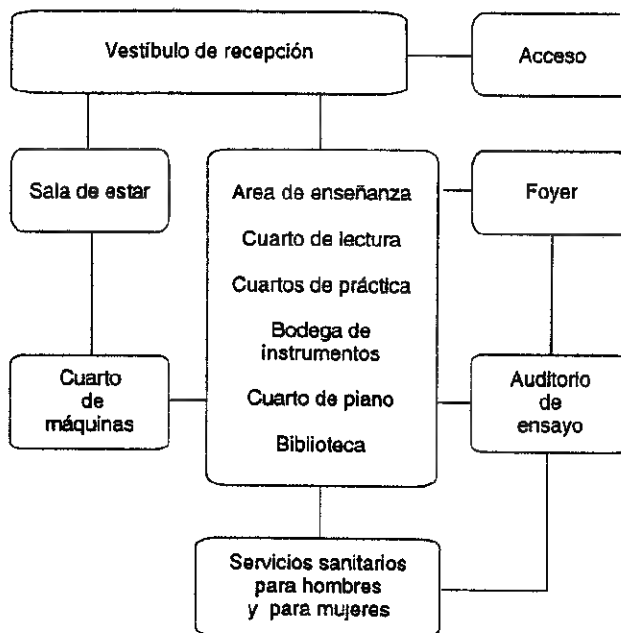 Vestíbulo de recepción
Acceso
Sala de estar
Area de enseñanza
Cuarto de lectura
Cuartos de práctica
Bodega de
instrumentos
Cuarto de piano
Biblioteca
Foyer
Cuarto
de
máquinas
Auditorio
de
ensayo
Servicios sanitarios
para hombres
y para mujeres